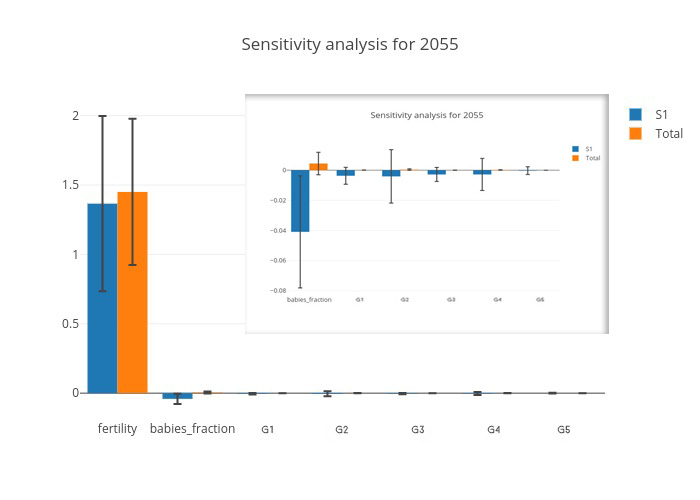 Sensitivity analysis for 2055
S1
Total
2
1.5
1
0.5
0
fertility babies_fraction G1 G2 G3 G4 G5
Sensitivity analysis for 2055
S1
Total
0
−0.02
−0.04
−0.06
−0.08
babies_fraction G1 G2 G3 G4 G5